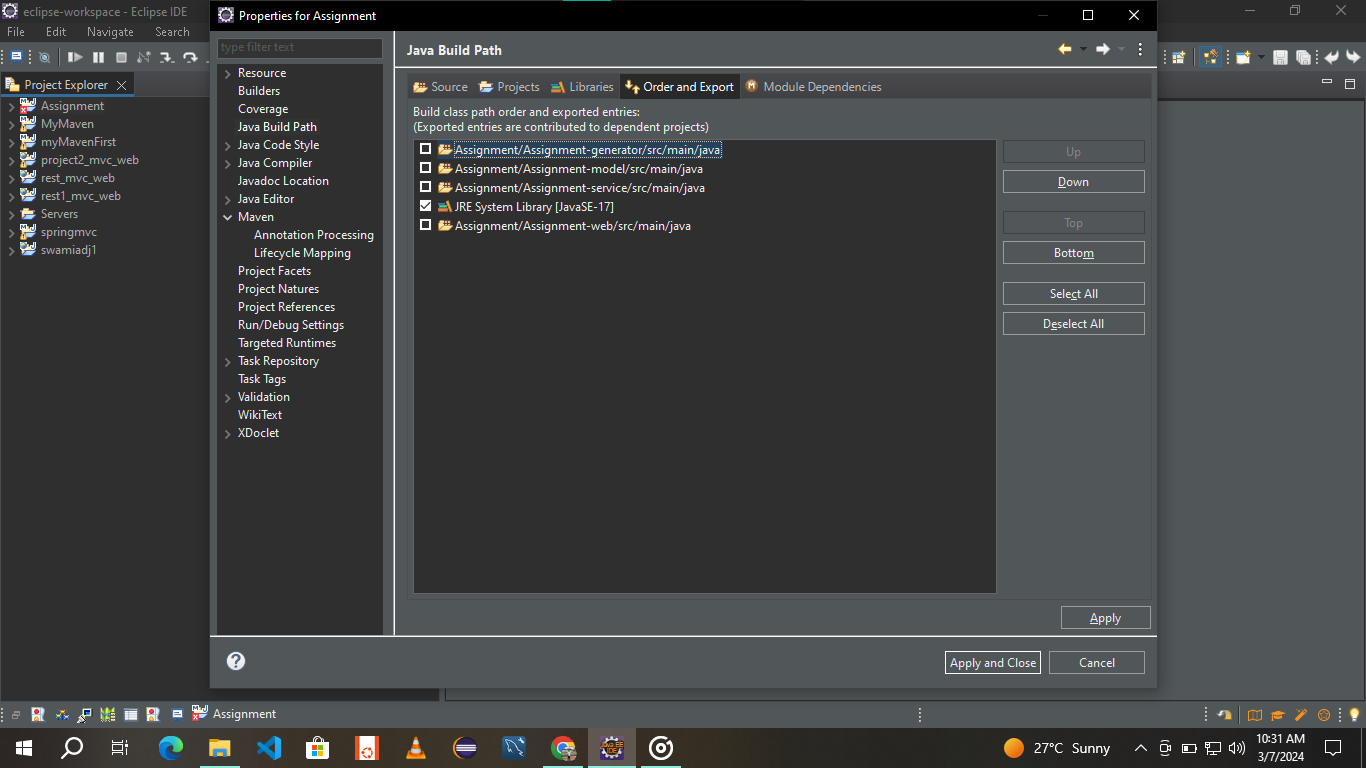 eclipse-workspace - Eclipse IDE
File Edit Navigate Search
Project Explorer
Assignment
MyMaven
myMavenFirst
project2_mvc_web
rest_mvc_web
rest1_mvc_web
Servers
springmvc
swamiadj1
Properties for Assignment
type filter text
Resource
Builders
Coverage
Java Build Path
Java Code Style
Java Compiler
Javadoc Location
Java Editor
Maven
Annotation Processing
Lifecycle Mapping
Project Facets
Project Natures
Project References
Run/Debug Settings
Targeted Runtimes
Task Repository
Task Tags
Validation
WikiText
XDoclet
Java Build Path
Source Projects Libraries Order and Export Module Dependencies
Build class path order and exported entries:
(Exported entries are contributed to dependent projects)
Assignment/Assignment-generator/src/main/java
Assignment/Assignment-model/src/main/java
Assignment/Assignment-service/src/main/java
JRE System Library [JavaSE-17]
Assignment/Assignment-web/src/main/java
Up
Down
Top
Bottom
Select All
Deselect All
Apply
Apply and Close Cancel
Assignment
27°C Sunny
10:31 AM
3/7/2024